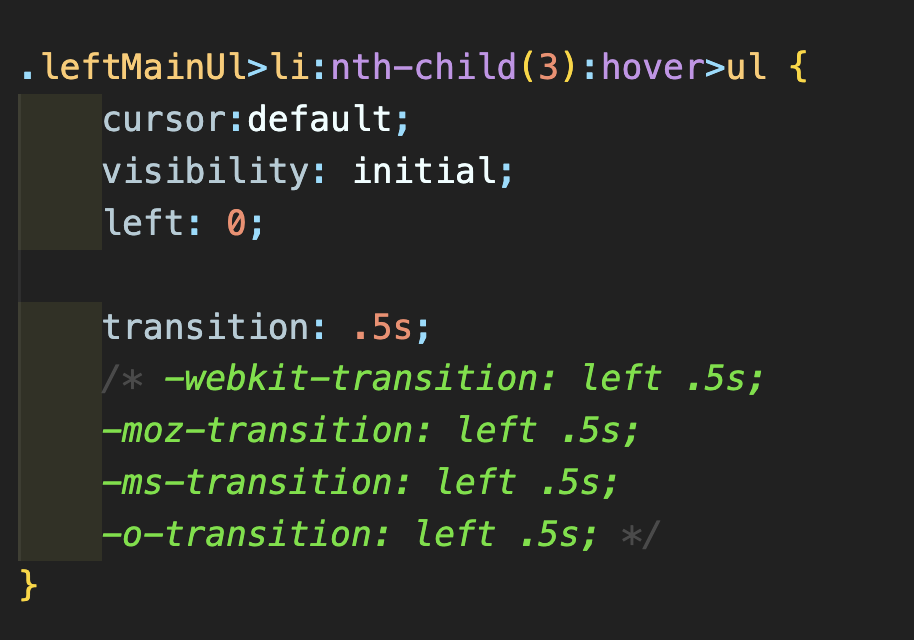 .leftMainUl>li:nth-child(3):hover>ul {
cursor:default;
visibility: initial;
left: 0;
transition: .5s;
/* -webkit-transition: left .5s;
-moz-transition: left .5s;
-ms-transition: left .5s;
-o-transition: left .5s; */
}